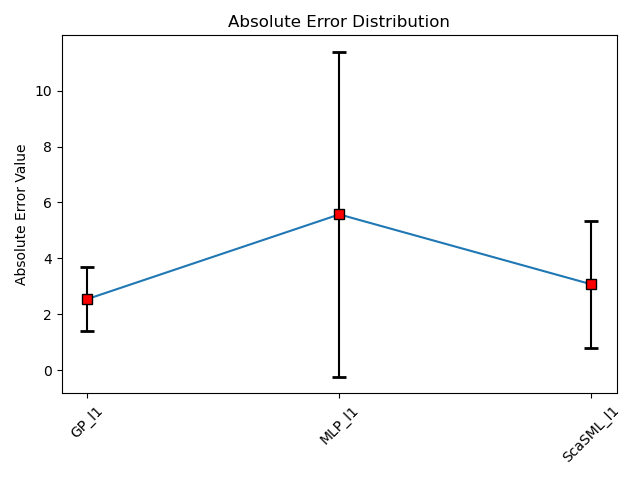 Absolute Error Distribution
Absolute Error Value
10
8
6
4
2
0
GP_l1
MLP_l1
ScaSML_l1